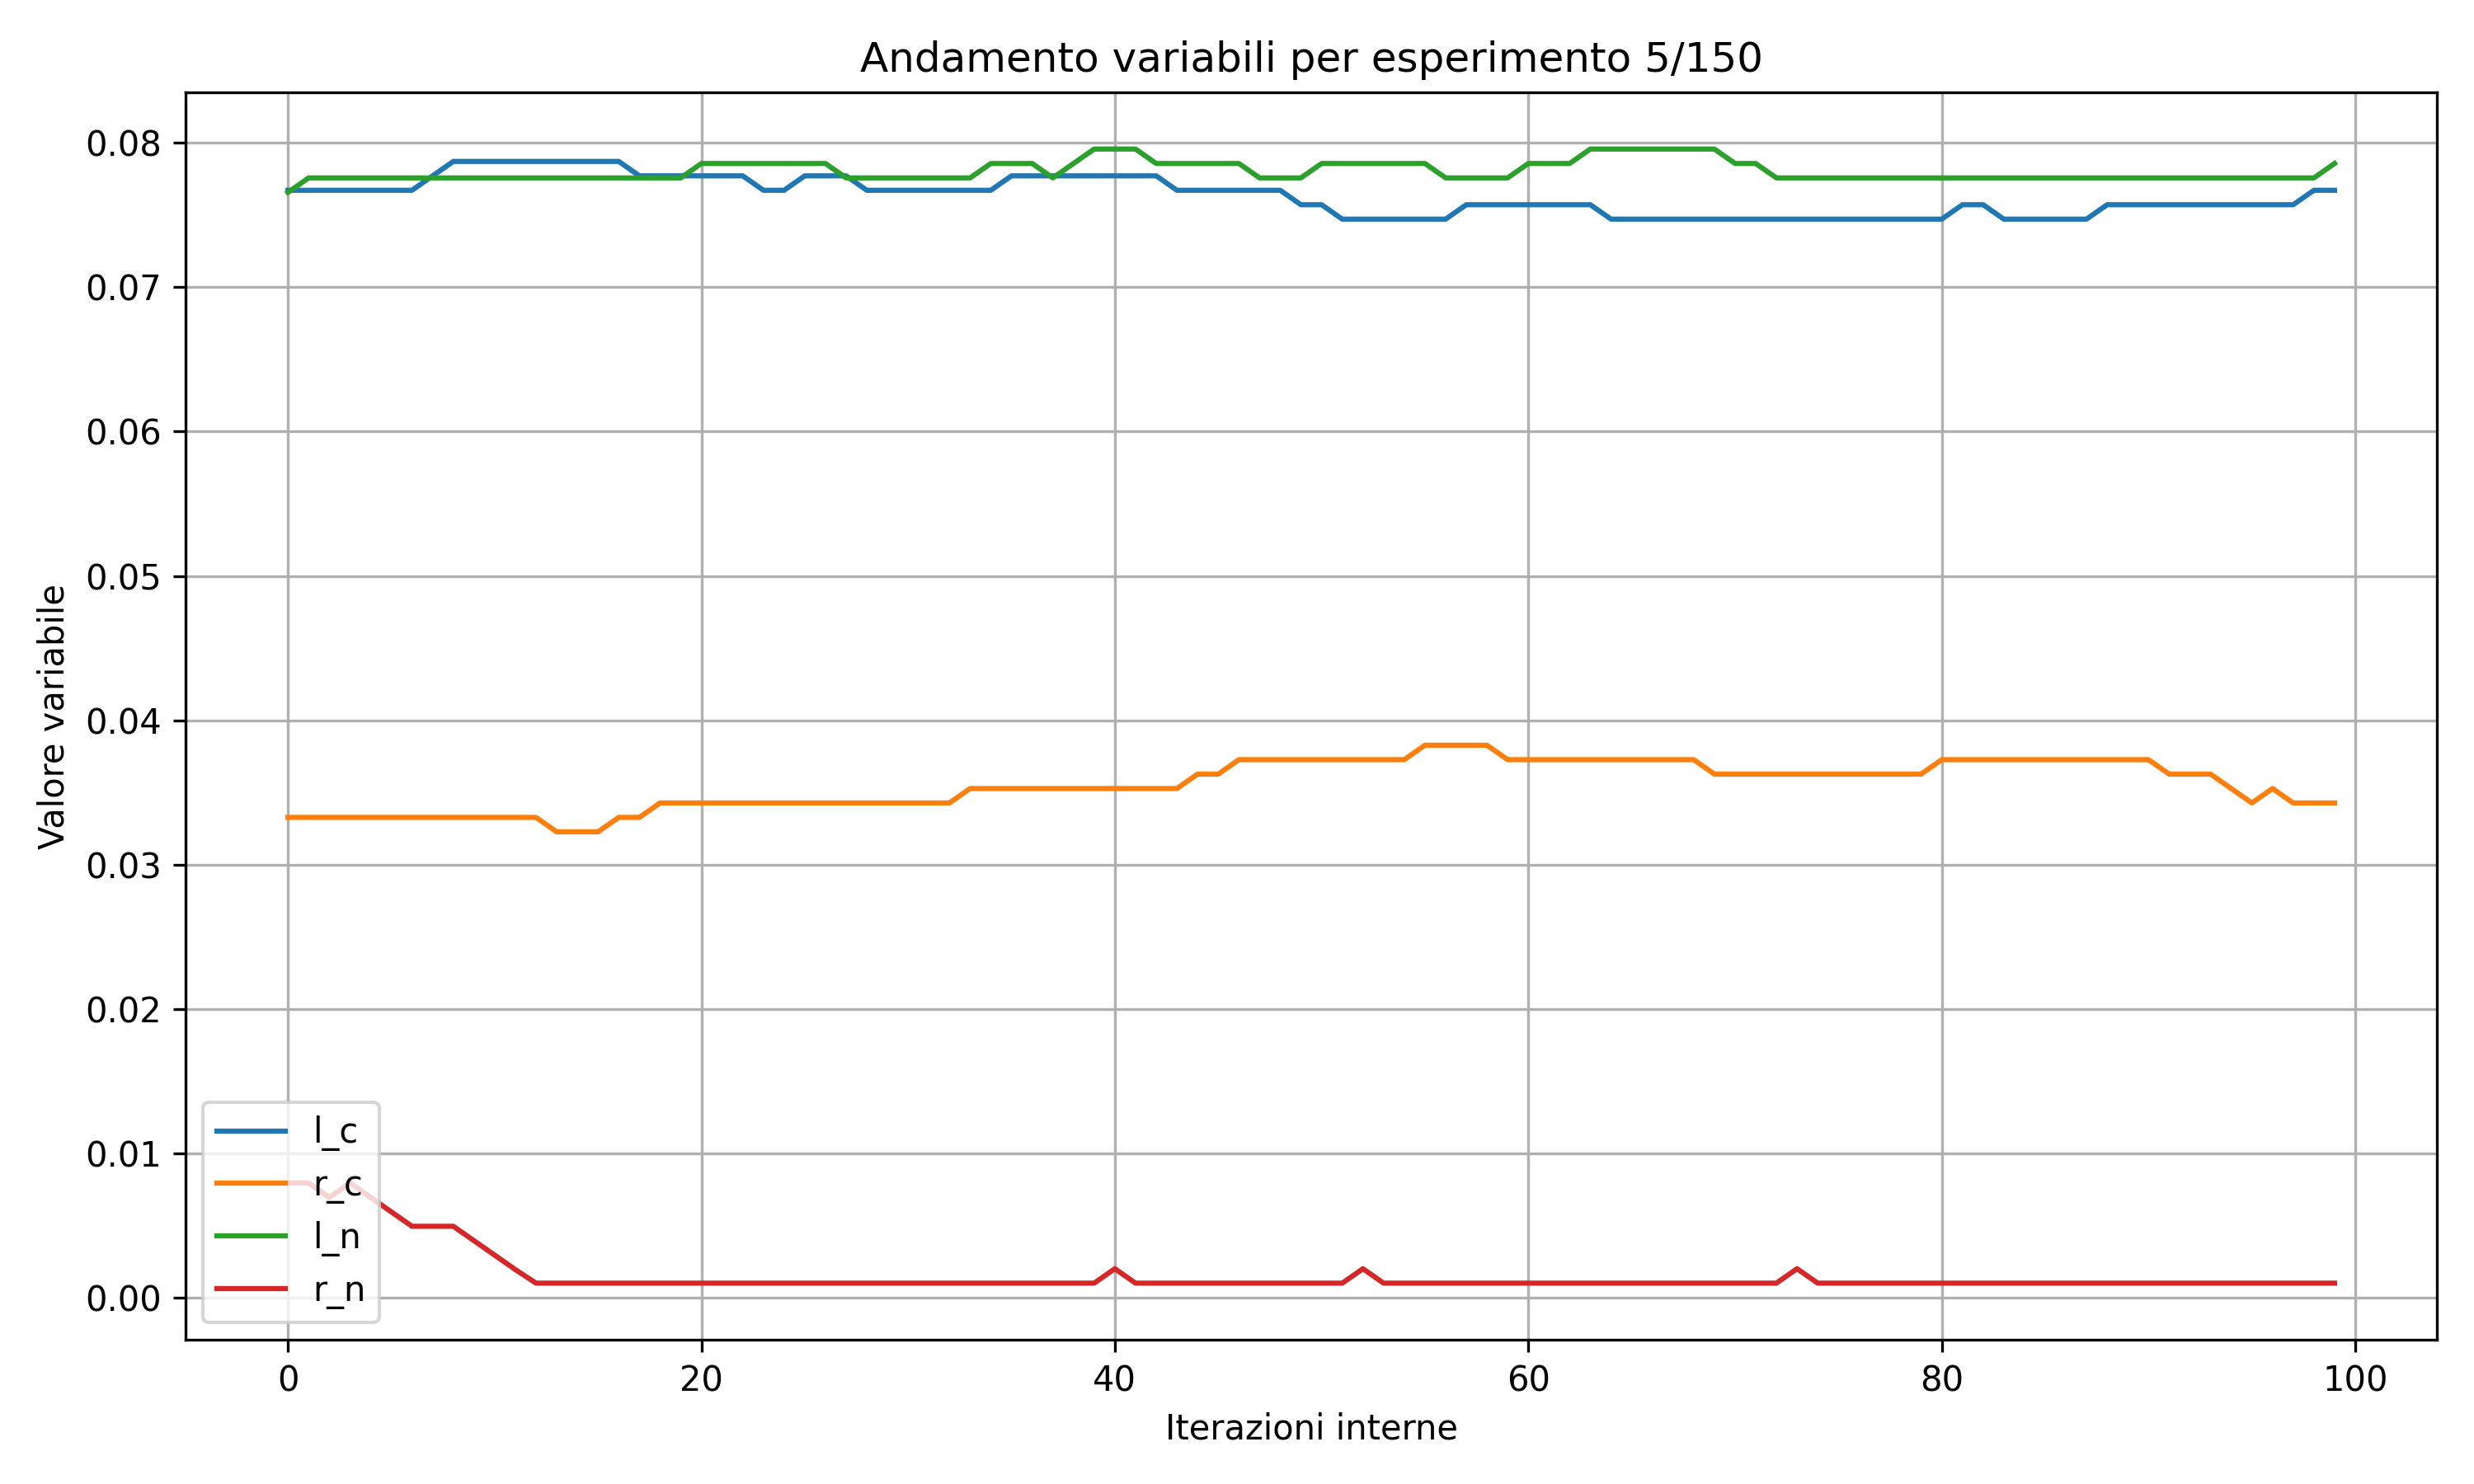 Andamento variabili per esperimento 5/150
0.08
0.07
0.06
0.05
0.04
0.03
0.02
0.01
0.00
Valore variabile
l_c
r_c
l_n
r_n
0 20 40 60 80 100
Iterazioni interne